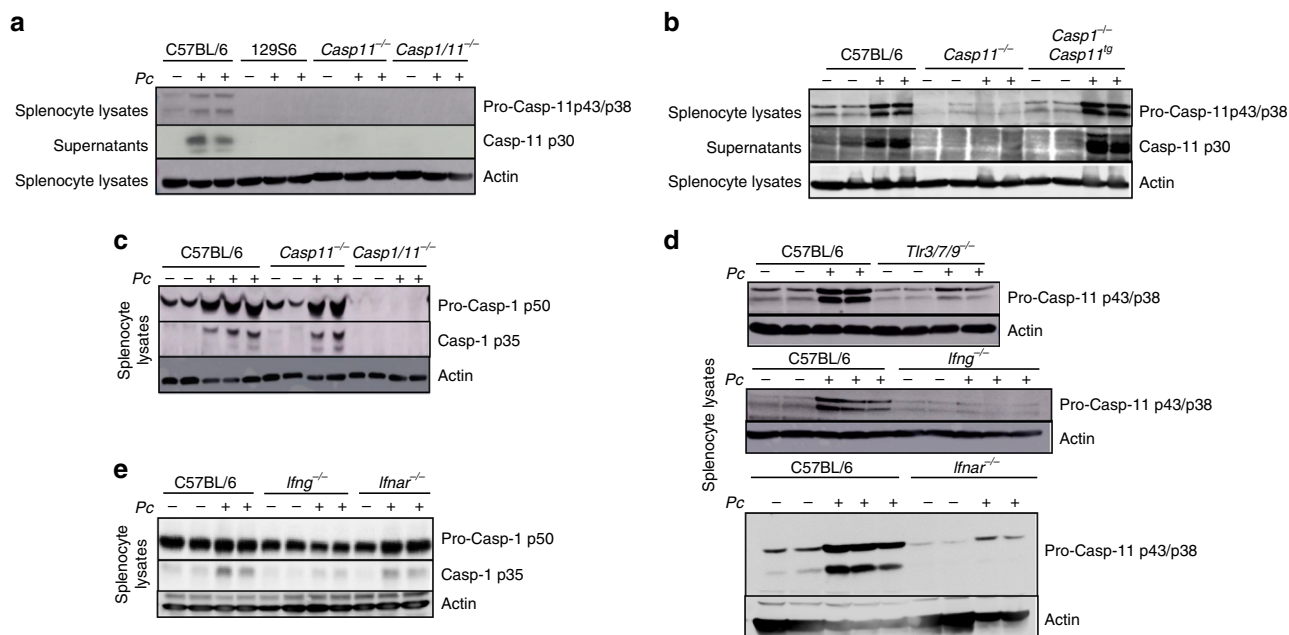 a
C57BL/6 129S6 Casp11–/– Casp1/11–/–
Pc – + + – + + – + + – + +
Splenocyte lysates Pro-Casp-11p43/p38
Supernatants Casp-11 p30
Splenocyte lysates Actin
b
Casp1–/–
C57BL/6 Casp11–/– Casp11tg
Pc – – + + – – + + – – + +
Splenocyte lysates Pro-Casp-11p43/p38
Supernatants Casp-11 p30
Splenocyte lysates Actin
c
C57BL/6 Casp11–/– Casp1/11–/–
Pc – – + + + – – + + – – + +
Splenocyte
lysates
Pro-Casp-1 p50
Casp-1 p35
Actin
d
Splenocyte lysates
C57BL/6 Tlr3/7/9–/–
Pc – – + + – – + +
Pro-Casp-11 p43/p38
Actin
C57BL/6 Ifng–/–
Pc – – + + + – – + + +
Pro-Casp-11 p43/p38
Actin
C57BL/6 Ifnar–/–
Pc – – + + + – – + +
Pro-Casp-11 p43/p38
Actin
e
C57BL/6 Ifng–/– Ifnar–/–
Pc – – + + – – + + – + +
Splenocyte
lysates
Pro-Casp-1 p50
Casp-1 p35
Actin